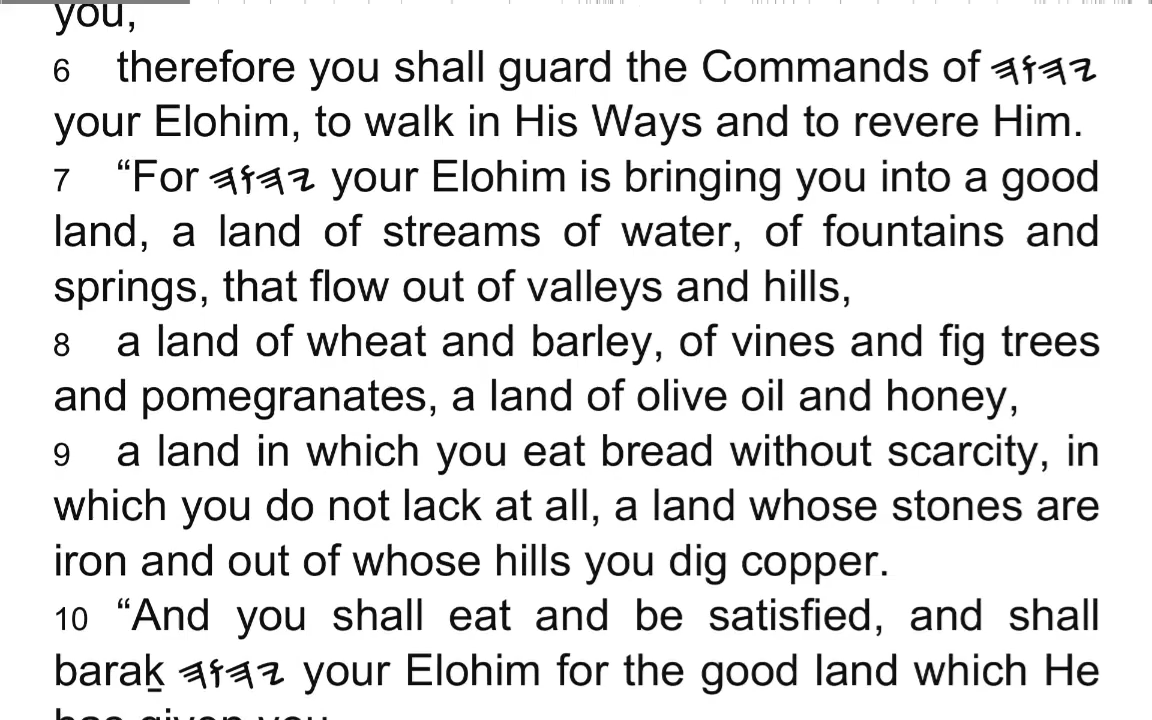 you,
6 therefore you shall guard the Commands of 𐤉𐤄𐤅𐤄
your Elohim, to walk in His Ways and to revere Him.
7 “For 𐤉𐤄𐤅𐤄 your Elohim is bringing you into a good
land, a land of streams of water, of fountains and
springs, that flow out of valleys and hills,
8 a land of wheat and barley, of vines and fig trees
and pomegranates, a land of olive oil and honey,
9 a land in which you eat bread without scarcity, in
which you do not lack at all, a land whose stones are
iron and out of whose hills you dig copper.
10 “And you shall eat and be satisfied, and shall
baraḵ 𐤉𐤄𐤅𐤄 your Elohim for the good land which He
has given you